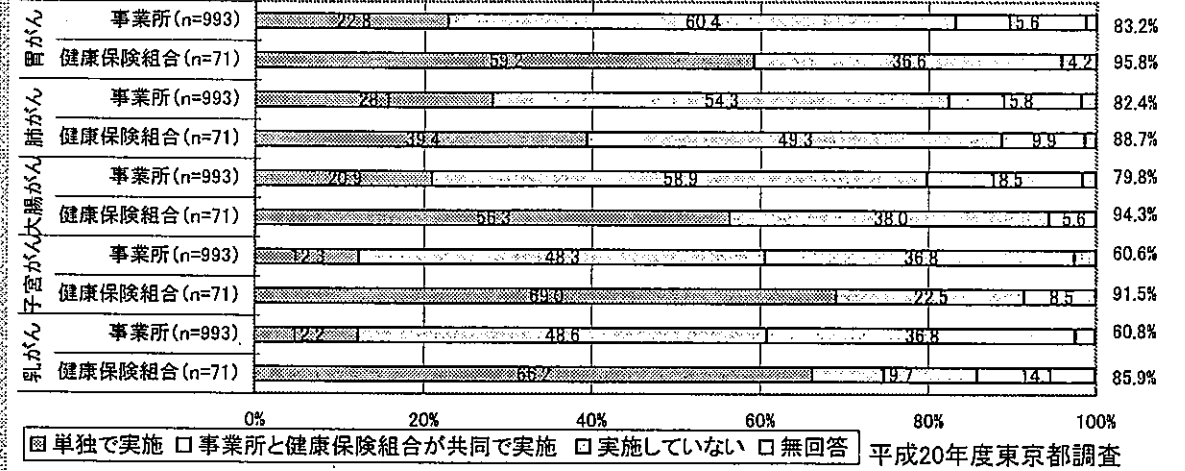 胃がん
事業所(n=993) 22.8 60.4 15.6 83.2%
健康保険組合(n=71) 59.2 36.6 4.2 95.8%
肺がん
事業所(n=993) 28.1 54.3 15.8 82.4%
健康保険組合(n=71) 39.4 49.3 9.9 88.7%
大腸がん
事業所(n=993) 20.9 58.9 18.5 79.8%
健康保険組合(n=71) 56.3 38.0 5.6 94.3%
子宮がん
事業所(n=993) 12.3 48.3 36.8 60.6%
健康保険組合(n=71) 69.0 22.5 8.5 91.5%
乳がん
事業所(n=993) 12.2 48.6 36.8 60.8%
健康保険組合(n=71) 66.2 19.7 14.1 85.9%
0% 20% 40% 60% 80% 100%
単独で実施 事業所と健康保険組合が共同で実施 実施していない 無回答
平成20年度東京都調査